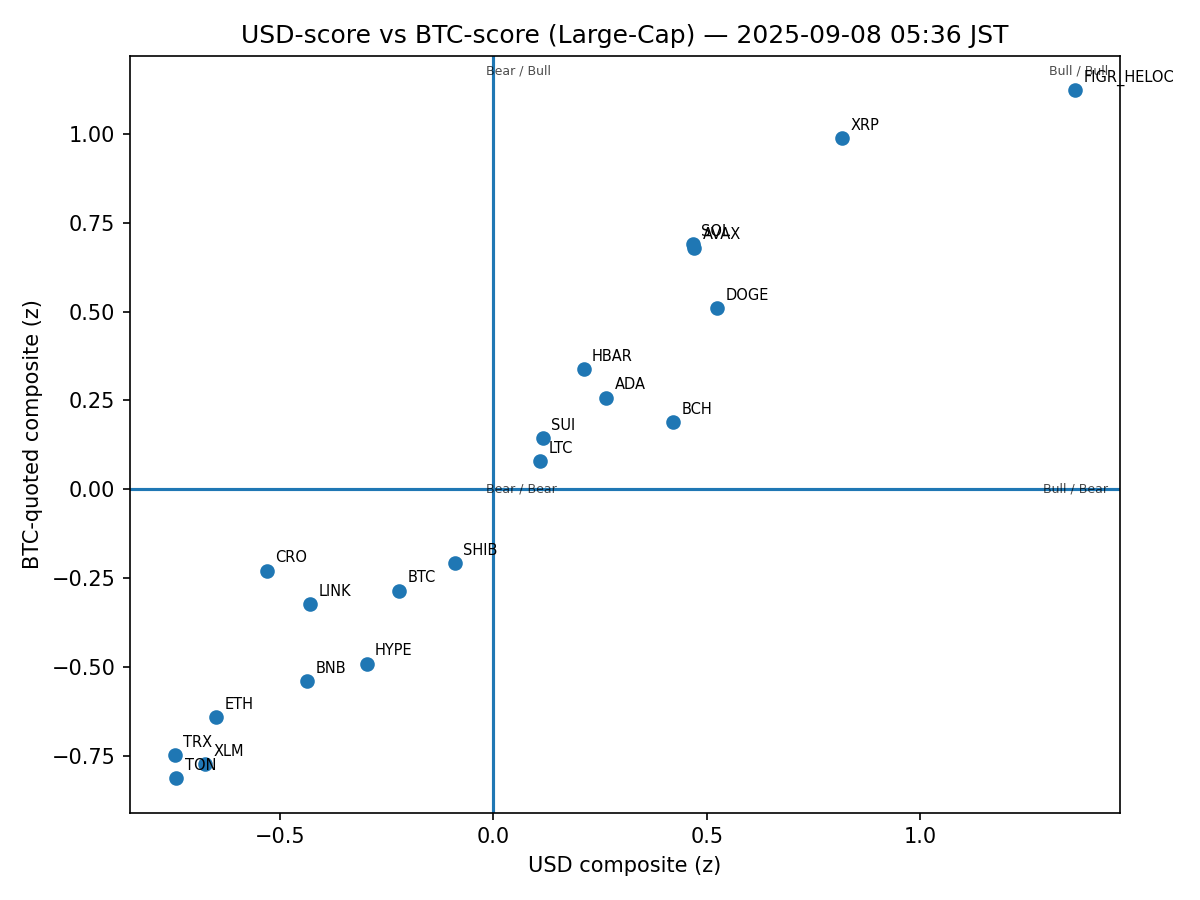 USD-score vs BTC-score (Large-Cap) — 2025-09-08 05:36 JST
Bear / Bull
Bull / Bull
FIGR_HELOC
XRP
SOL
AVAX
DOGE
HBAR
ADA
BCH
SUI
LTC
Bear / Bear
Bull / Bear
SHIB
CRO
BTC
LINK
HYPE
BNB
ETH
TRX
XLM
TON
1.00
0.75
0.50
0.25
0.00
−0.25
−0.50
−0.75
BTC-quoted composite (z)
−0.5
0.0
0.5
1.0
USD composite (z)